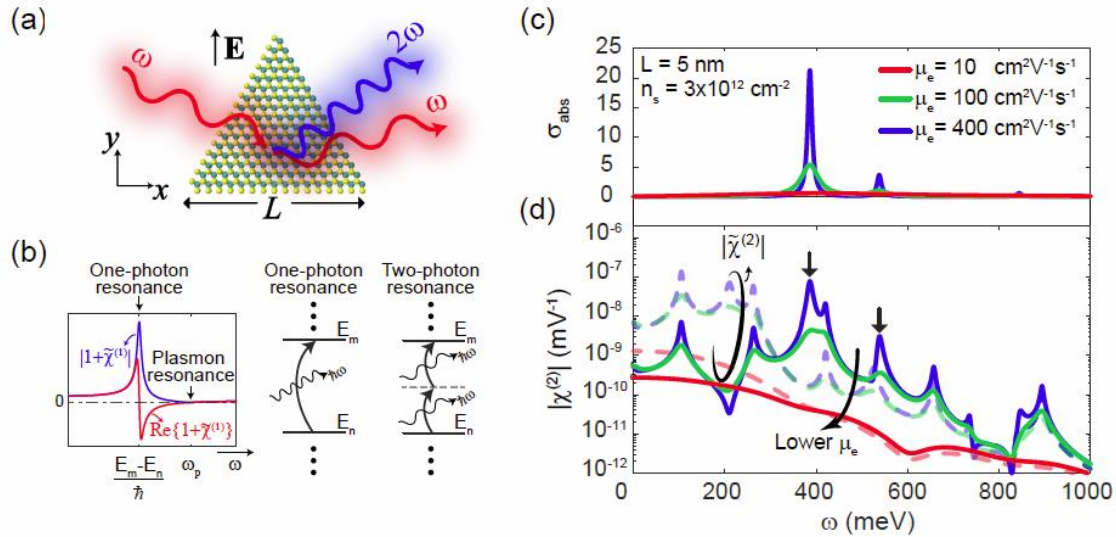 (a)
E
ω
2ω
ω
y
x
L
(b)
One-photon
resonance
|1+χ̃⁽¹⁾|
Plasmon
resonance
0
Re{1+χ̃⁽¹⁾}
Eₘ-Eₙ
ħ
ωₚ
ω
One-photon
resonance
Eₘ
ħω
Eₙ
Two-photon
resonance
Eₘ
ħω
ħω
Eₙ
(c)
σabs
25
20
15
10
5
0
L = 5 nm
nₛ = 3x10¹² cm⁻²
μₑ = 10 cm²V⁻¹s⁻¹
μₑ = 100 cm²V⁻¹s⁻¹
μₑ = 400 cm²V⁻¹s⁻¹
(d)
|χ⁽²⁾| (mV⁻¹)
10⁻⁶
10⁻⁷
10⁻⁸
10⁻⁹
10⁻¹⁰
10⁻¹¹
10⁻¹²
|χ̃⁽²⁾|
Lower μₑ
0 200 400 600 800 1000
ω (meV)